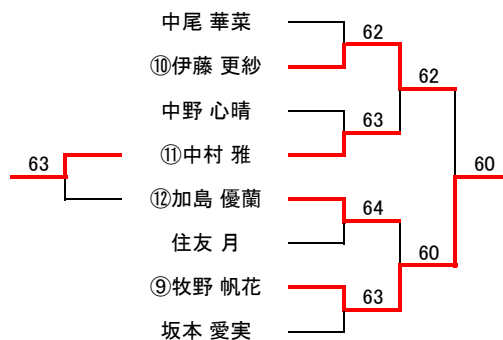 中尾 華菜
62
⑩伊藤 更紗
62
中野 心晴
63
63
⑪中村 雅
60
⑫加島 優蘭
64
住友 月
60
⑨牧野 帆花
63
坂本 愛実